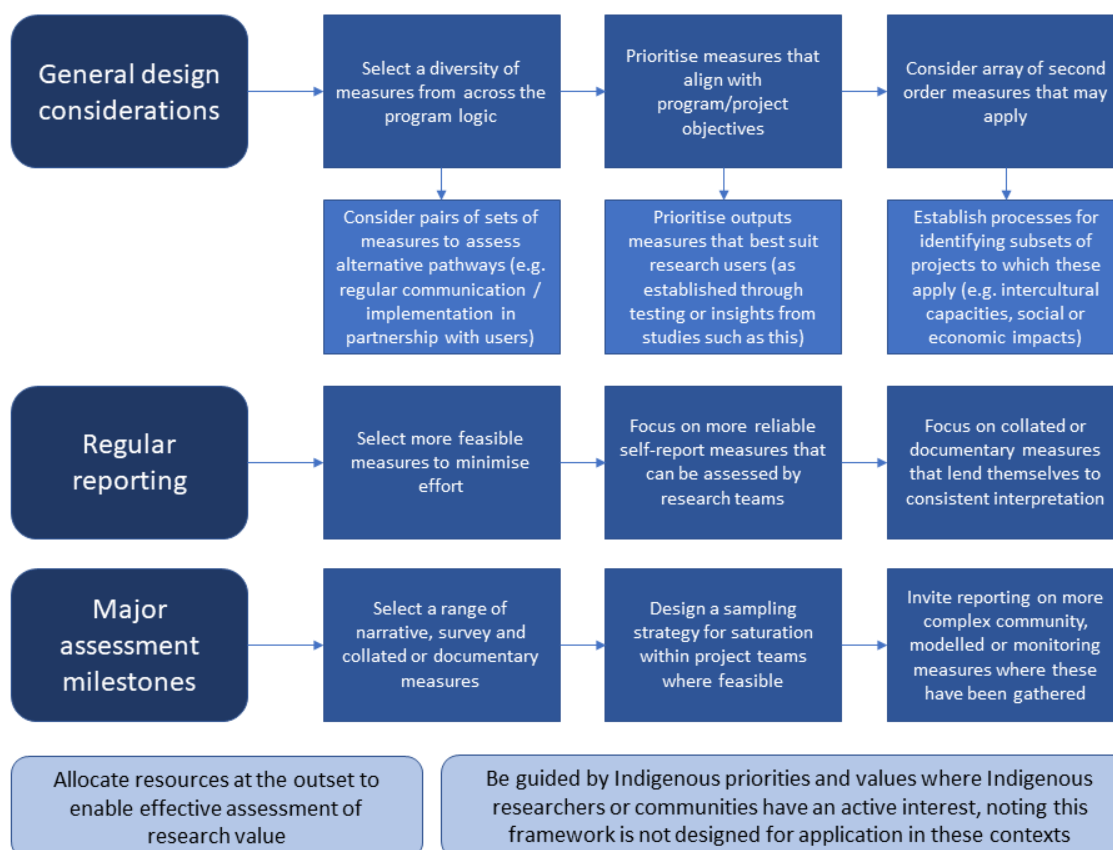 General design
considerations
Select a diversity of
measures from across the
program logic
Prioritise measures that
align with
program/project
objectives
Consider array of second
order measures that may
apply
Consider pairs of sets of
measures to assess
alternative pathways (e.g.
regular communication /
implementation in
partnership with users)
Prioritise outputs
measures that best suit
research users (as
established through
testing or insights from
studies such as this)
Establish processes for
identifying subsets of
projects to which these
apply (e.g. intercultural
capacities, social or
economic impacts)
Regular
reporting
Select more feasible
measures to minimise
effort
Focus on more reliable
self-report measures that
can be assessed by
research teams
Focus on collated or
documentary measures
that lend themselves to
consistent interpretation
Major
assessment
milestones
Select a range of
narrative, survey and
collated or documentary
measures
Design a sampling
strategy for saturation
within project teams
where feasible
Invite reporting on more
complex community,
modelled or monitoring
measures where these
have been gathered
Allocate resources at the outset to
enable effective assessment of
research value
Be guided by Indigenous priorities and values where Indigenous
researchers or communities have an active interest, noting this
framework is not designed for application in these contexts